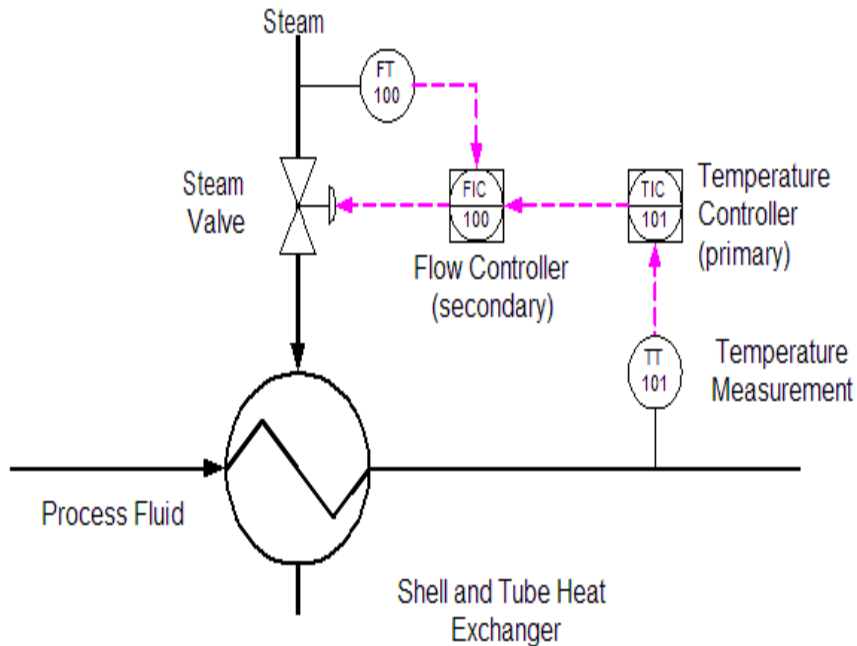 Steam
FT
100
Steam
Valve
FIC
100
TIC
101
Temperature
Controller
(primary)
Flow Controller
(secondary)
TT
101
Temperature
Measurement
Process Fluid
Shell and Tube Heat
Exchanger